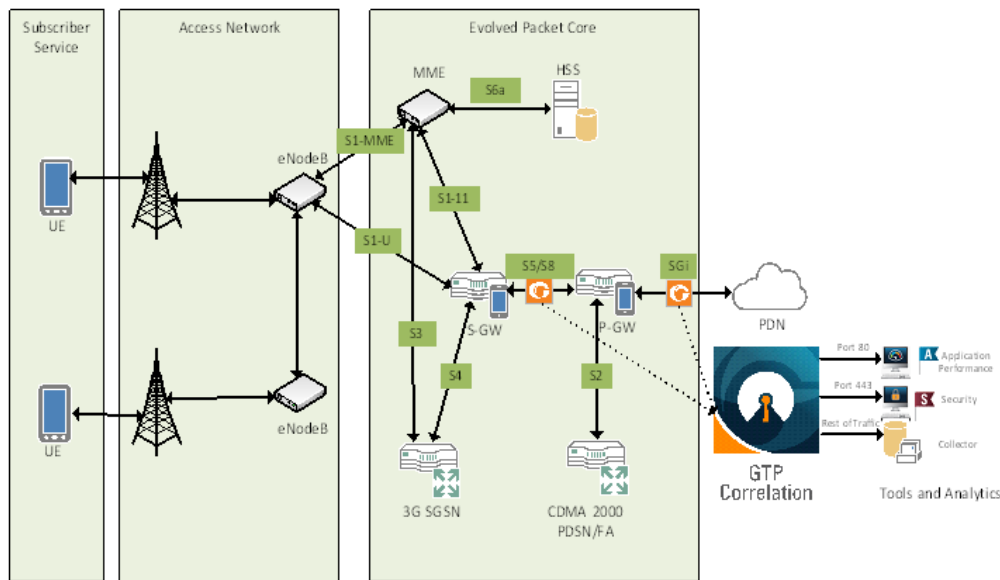 Subscriber
Service
Access Network
Evolved Packet Core
MME
HSS
S6a
S1-MME
eNodeB
UE
S1-11
S1-U
S5/S8
SGi
S-GW
P-GW
PDN
S3
S4
S2
Port 80
A
Application
Performance
Port 443
S
Security
Rest of Traffic
Collector
UE
eNodeB
3G SGSN
CDMA 2000
PDSN/FA
GTP
Correlation
Tools and Analytics